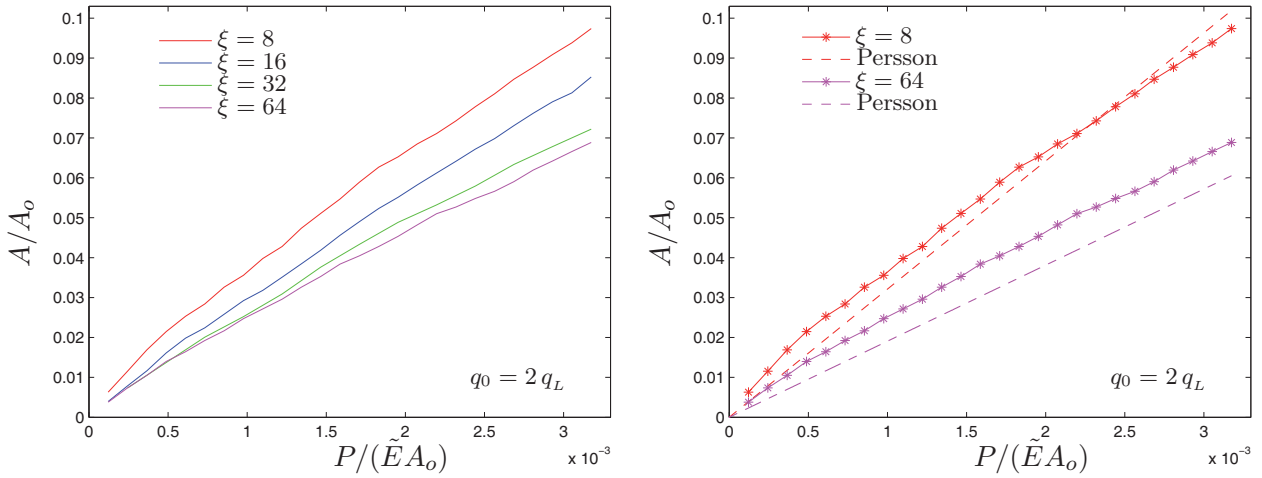 0.1
0.09
0.08
0.07
0.06
0.05
0.04
0.03
0.02
0.01
0
A/A_o
ξ = 8
ξ = 16
ξ = 32
ξ = 64
q_0 = 2 q_L
0 0.5 1 1.5 2 2.5 3
x 10^{-3}
P/(ẼA_o)
0.1
0.09
0.08
0.07
0.06
0.05
0.04
0.03
0.02
0.01
0
A/A_o
ξ = 8
Persson
ξ = 64
Persson
q_0 = 2 q_L
0 0.5 1 1.5 2 2.5 3
x 10^{-3}
P/(ẼA_o)